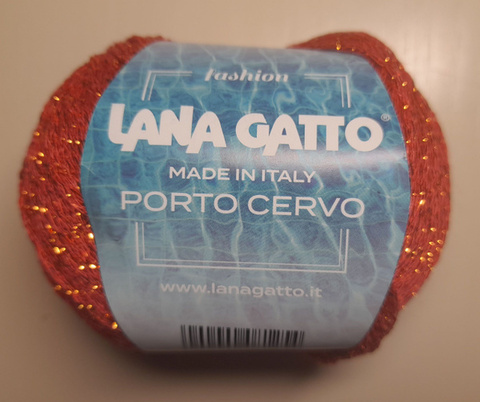 fashion
LANA GATTO®
MADE IN ITALY
PORTO CERVO
www.lanagatto.it